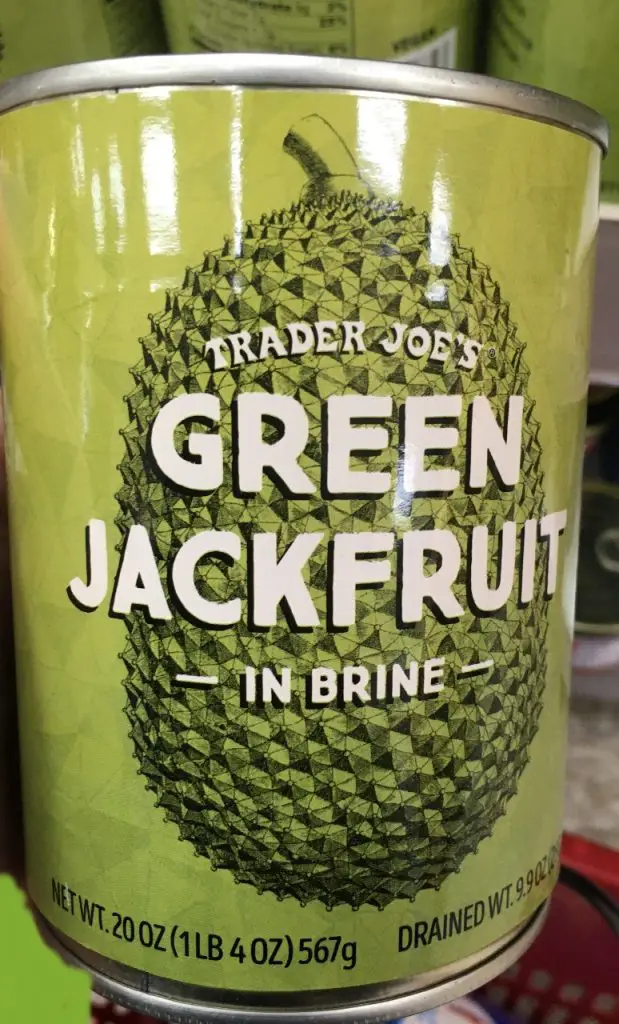 VEGAN
TRADER JOE'S®
GREEN
JACKFRUIT
— IN BRINE —
NET WT. 20 OZ (1 LB 4 OZ) 567g
DRAINED WT. 9.9 OZ